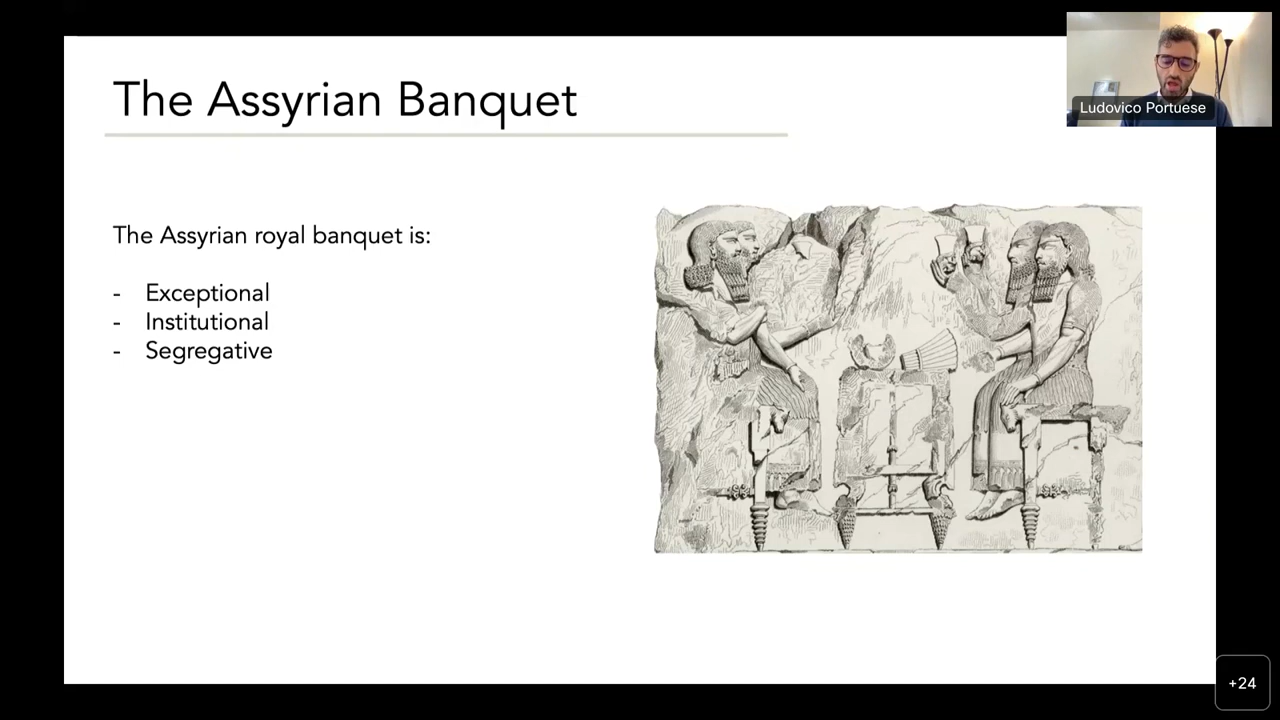 The Assyrian Banquet
Ludovico Portuese
The Assyrian royal banquet is:
- Exceptional
- Institutional
- Segregative
+24